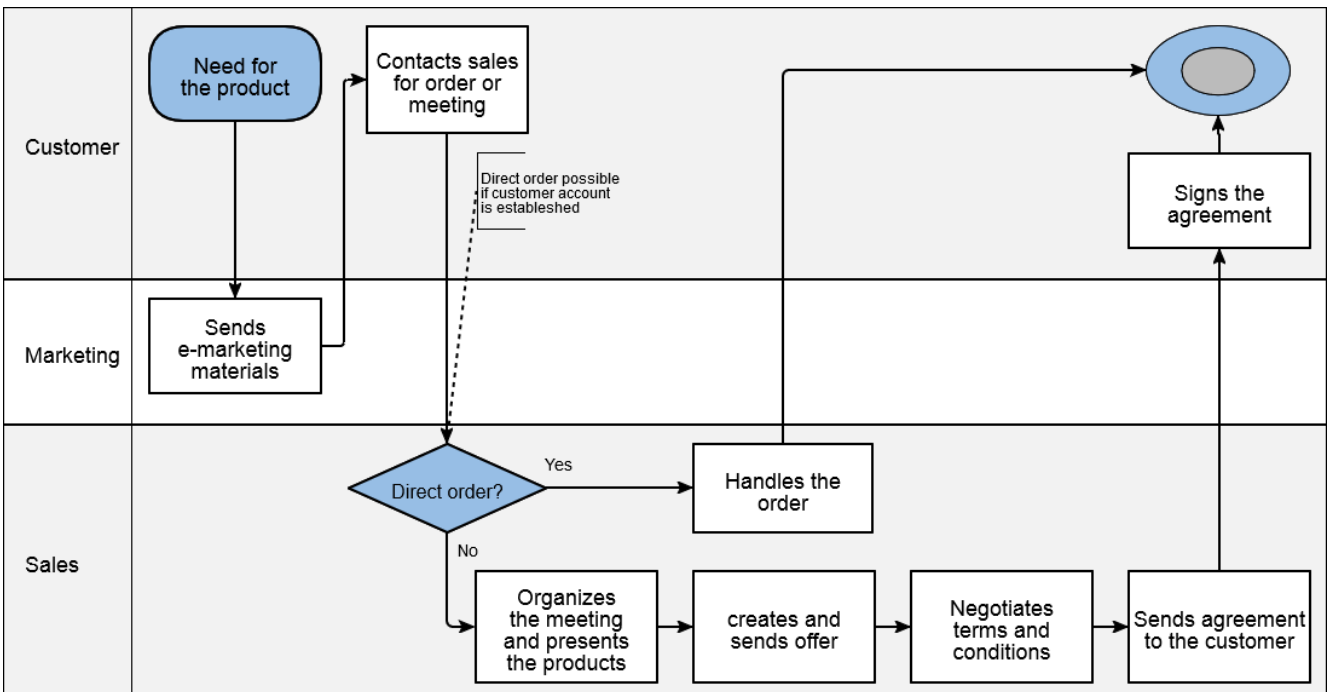 Customer
Need for
the product
Contacts sales
for order or
meeting
Direct order possible
if customer account
is estableshed
Signs the
agreement
Marketing
Sends
e-marketing
materials
Sales
Direct order?
Yes
No
Handles the
order
Organizes
the meeting
and presents
the products
creates and
sends offer
Negotiates
terms and
conditions
Sends agreement
to the customer